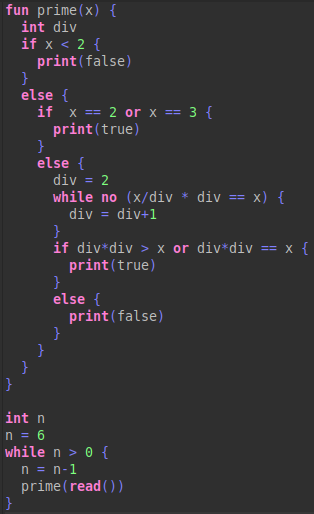 fun prime(x) {
  int div
  if x < 2 {
    print(false)
  }
  else {
    if  x == 2 or x == 3 {
      print(true)
    }
    else {
      div = 2
      while no (x/div * div == x) {
        div = div+1
      }
      if div*div > x or div*div == x {
        print(true)
      }
      else {
        print(false)
      }
    }
  }
}

int n
n = 6
while n > 0 {
  n = n-1
  prime(read())
}